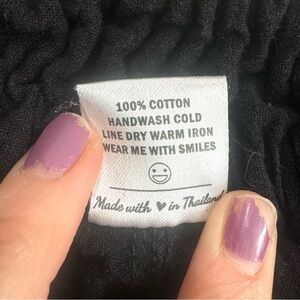 100% COTTON
HANDWASH COLD
LINE DRY WARM IRON
WEAR ME WITH SMILES
Made with ♥ in Thailand